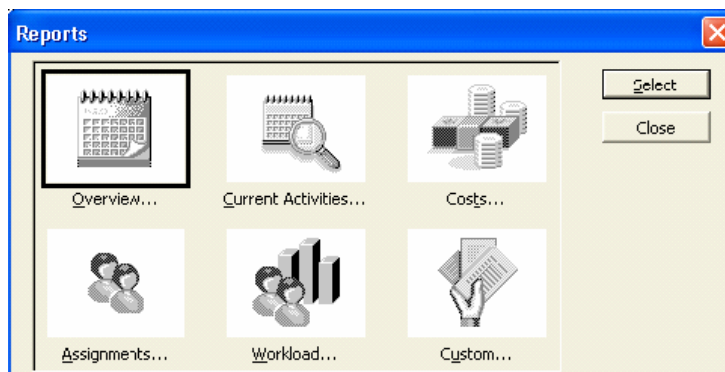 Reports
Select
Close
Overview...
Current Activities...
Costs...
Assignments...
Workload...
Custom...